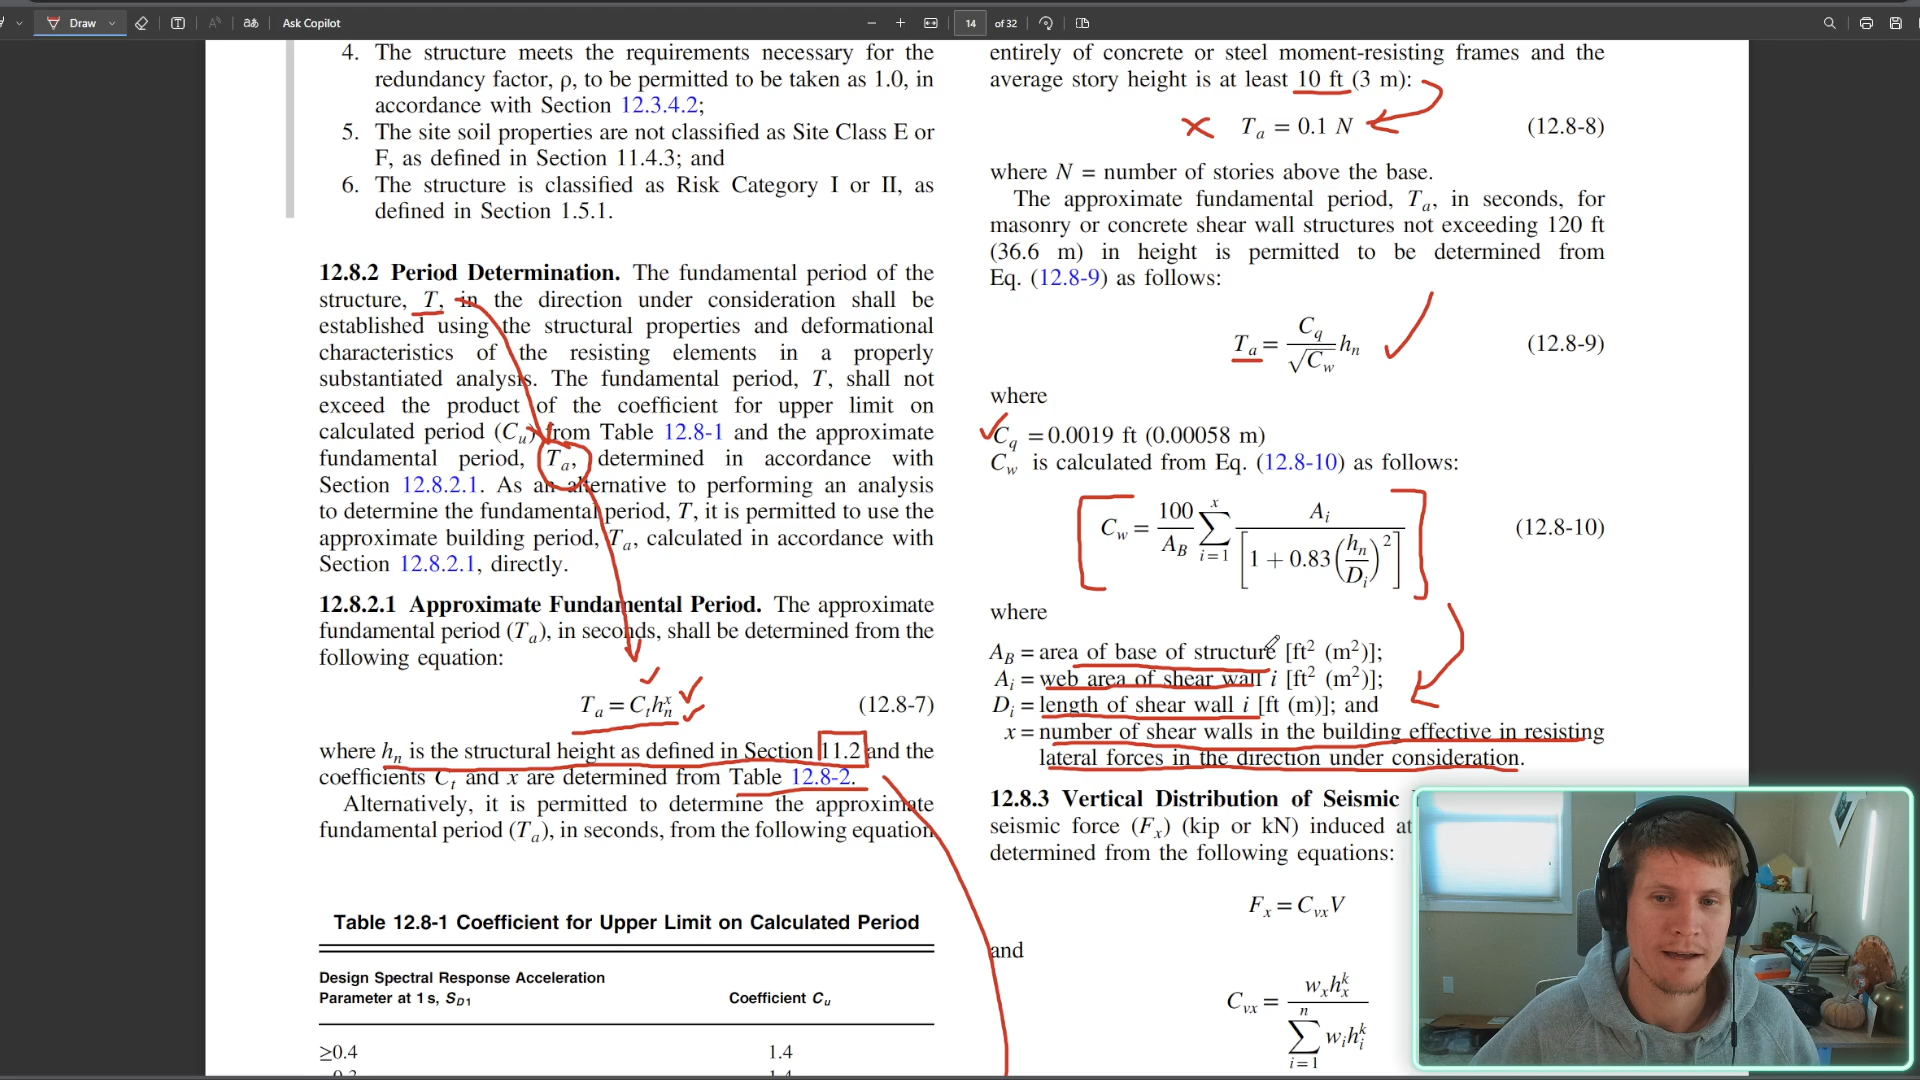 Draw
aあ
Ask Copilot
14 of 32
4. The structure meets the requirements necessary for the
redundancy factor, ρ, to be permitted to be taken as 1.0, in
accordance with Section 12.3.4.2;
5. The site soil properties are not classified as Site Class E or
F, as defined in Section 11.4.3; and
6. The structure is classified as Risk Category I or II, as
defined in Section 1.5.1.
12.8.2 Period Determination. The fundamental period of the
structure, T, in the direction under consideration shall be
established using the structural properties and deformational
characteristics of the resisting elements in a properly
substantiated analysis. The fundamental period, T, shall not
exceed the product of the coefficient for upper limit on
calculated period (Cu) from Table 12.8-1 and the approximate
fundamental period, Ta, determined in accordance with
Section 12.8.2.1. As an alternative to performing an analysis
to determine the fundamental period, T, it is permitted to use the
approximate building period, Ta, calculated in accordance with
Section 12.8.2.1, directly.
12.8.2.1 Approximate Fundamental Period. The approximate
fundamental period (Ta), in seconds, shall be determined from the
following equation:
Ta = Ct hn^x (12.8-7)
where hn is the structural height as defined in Section 11.2 and the
coefficients Ct and x are determined from Table 12.8-2.
Alternatively, it is permitted to determine the approximate
fundamental period (Ta), in seconds, from the following equation
Table 12.8-1 Coefficient for Upper Limit on Calculated Period
Design Spectral Response Acceleration
Parameter at 1 s, SD1 Coefficient Cu
≥0.4 1.4
entirely of concrete or steel moment-resisting frames and the
average story height is at least 10 ft (3 m):
Ta = 0.1 N (12.8-8)
where N = number of stories above the base.
The approximate fundamental period, Ta, in seconds, for
masonry or concrete shear wall structures not exceeding 120 ft
(36.6 m) in height is permitted to be determined from
Eq. (12.8-9) as follows:
Ta = Cq/√Cw hn (12.8-9)
where
Cq = 0.0019 ft (0.00058 m)
Cw is calculated from Eq. (12.8-10) as follows:
Cw = 100/AB ∑ i=1 x Ai/[1 + 0.83(hn/Di)²] (12.8-10)
where
AB = area of base of structure [ft² (m²)];
Ai = web area of shear wall i [ft² (m²)];
Di = length of shear wall i [ft (m)]; and
x = number of shear walls in the building effective in resisting
lateral forces in the direction under consideration.
12.8.3 Vertical Distribution of Seismic
seismic force (Fx) (kip or kN) induced at
determined from the following equations:
Fx = CvxV
and
Cvx = wxhx^k/∑ i=1 n wihi^k